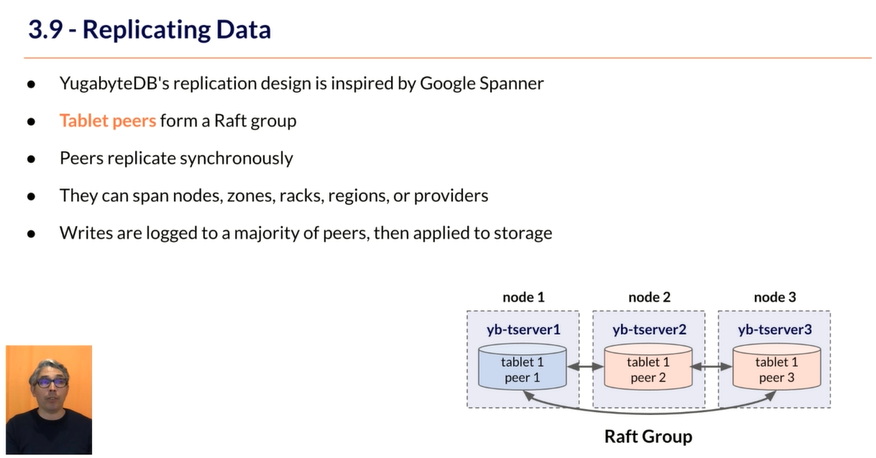 3.9 - Replicating Data
● YugabyteDB's replication design is inspired by Google Spanner
● Tablet peers form a Raft group
● Peers replicate synchronously
● They can span nodes, zones, racks, regions, or providers
● Writes are logged to a majority of peers, then applied to storage
node 1 node 2 node 3
yb-tserver1 yb-tserver2 yb-tserver3
tablet 1 tablet 1 tablet 1
peer 1 peer 2 peer 3
Raft Group